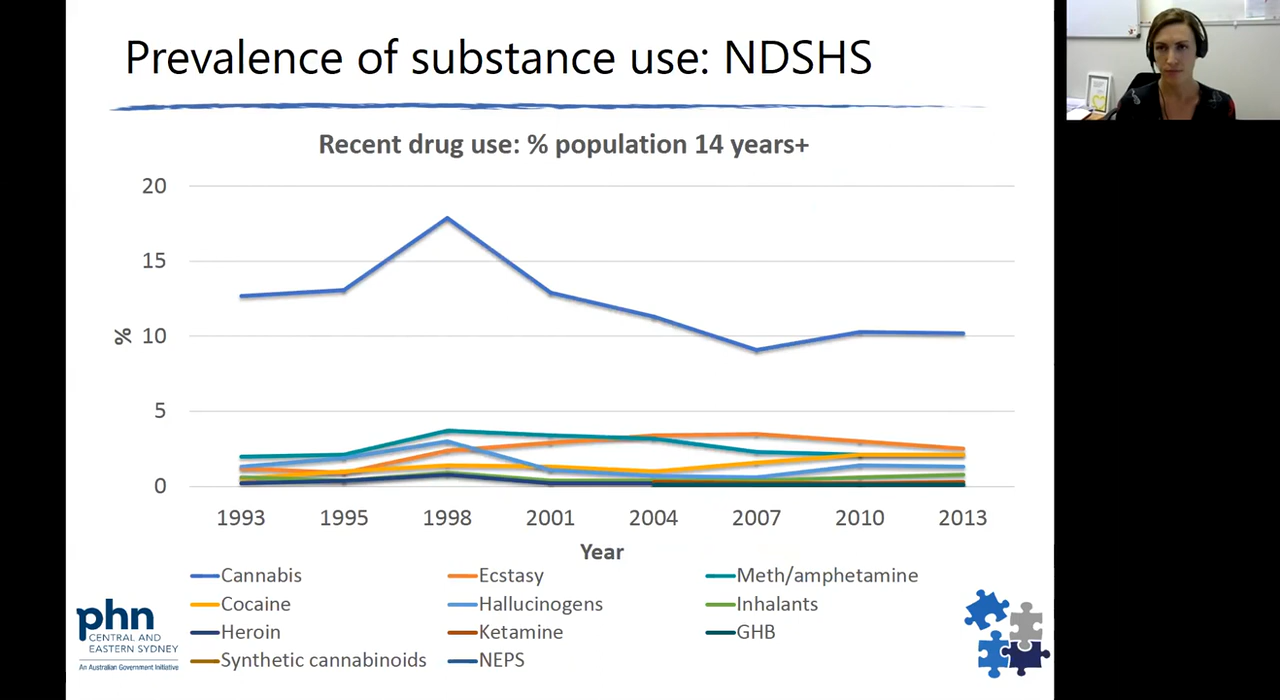 Prevalence of substance use: NDSHS
Recent drug use: % population 14 years+
20
15
10
5
0
%
1993 1995 1998 2001 2004 2007 2010 2013
Year
Cannabis Ecstasy Meth/amphetamine
Cocaine Hallucinogens Inhalants
Heroin Ketamine GHB
Synthetic cannabinoids NEPS
phn
CENTRAL AND
EASTERN SYDNEY
An Australian Government Initiative